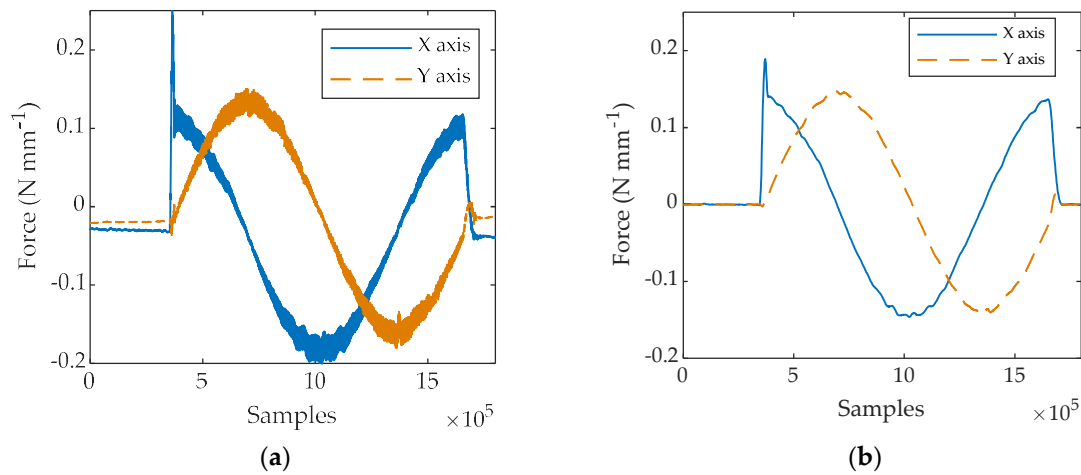 0.2
0.1
0
-0.1
-0.2
Force (N mm⁻¹)
X axis
Y axis
0 5 10 15
Samples ×10⁵
(a)
0.2
0.1
0
-0.1
-0.2
Force (N mm⁻¹)
X axis
Y axis
0 5 10 15
Samples ×10⁵
(b)